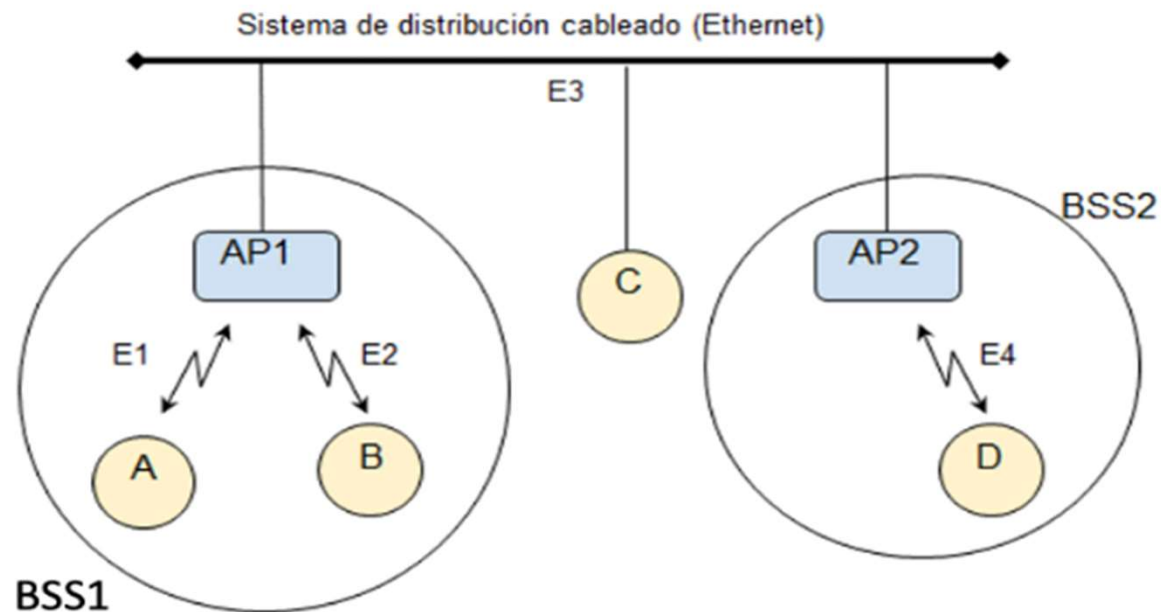 Sistema de distribución cableado (Ethernet)
E3
BSS2
AP1
AP2
C
E1
E2
E4
A
B
D
BSS1